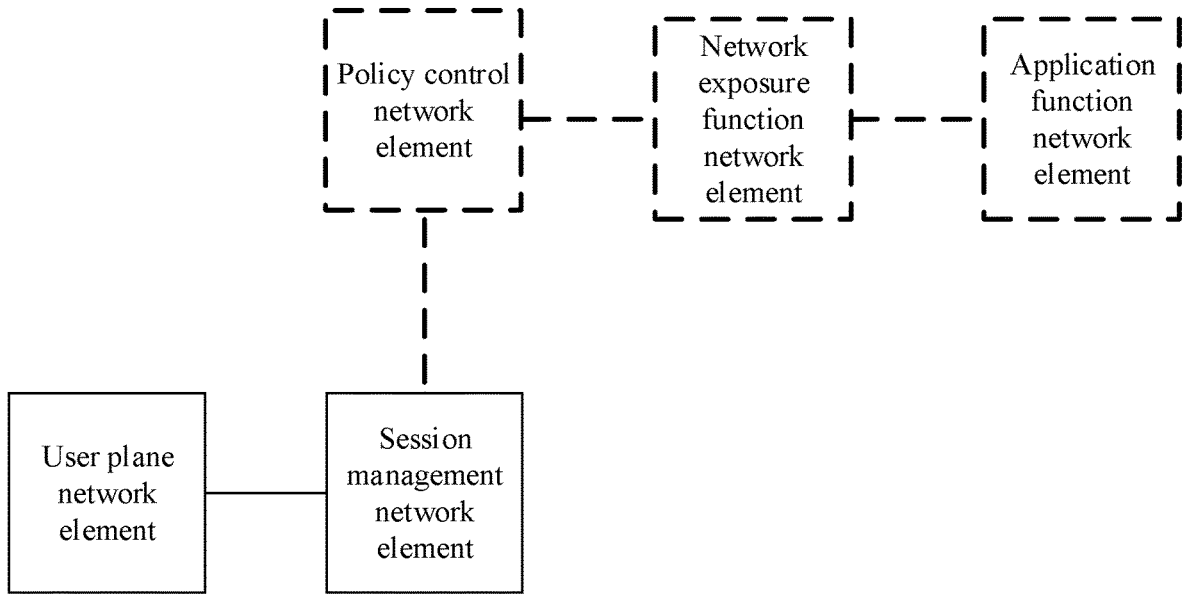 Policy control
network
element
Network
exposure
function
network
element
Application
function
network
element
User plane
network
element
Session
management
network
element